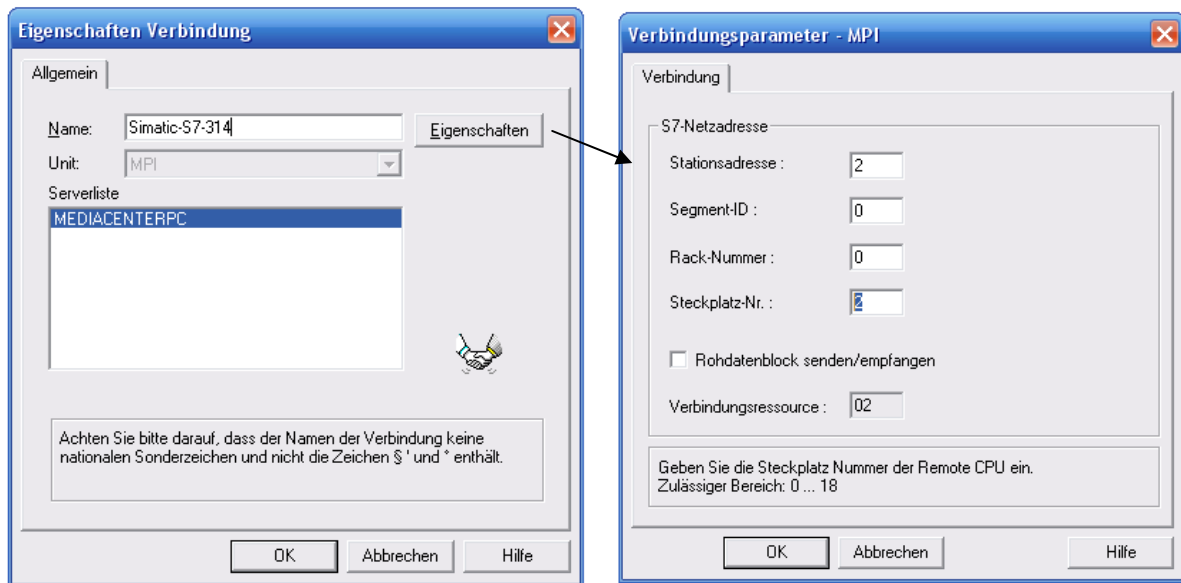 Eigenschaften Verbindung
Allgemein
Name: Simatic-S7-314 Eigenschaften
Unit: MPI
Serverliste
MEDIACENTERPC
Achten Sie bitte darauf, dass der Namen der Verbindung keine
nationalen Sonderzeichen und nicht die Zeichen § ' und * enthält.
OK Abbrechen Hilfe
Verbindungsparameter - MPI
Verbindung
S7-Netzadresse
Stationsadresse : 2
Segment-ID : 0
Rack-Nummer : 0
Steckplatz-Nr. : 2
Rohdatenblock senden/empfangen
Verbindungsressource : 02
Geben Sie die Steckplatz Nummer der Remote CPU ein.
Zulässiger Bereich: 0 ... 18
OK Abbrechen Hilfe